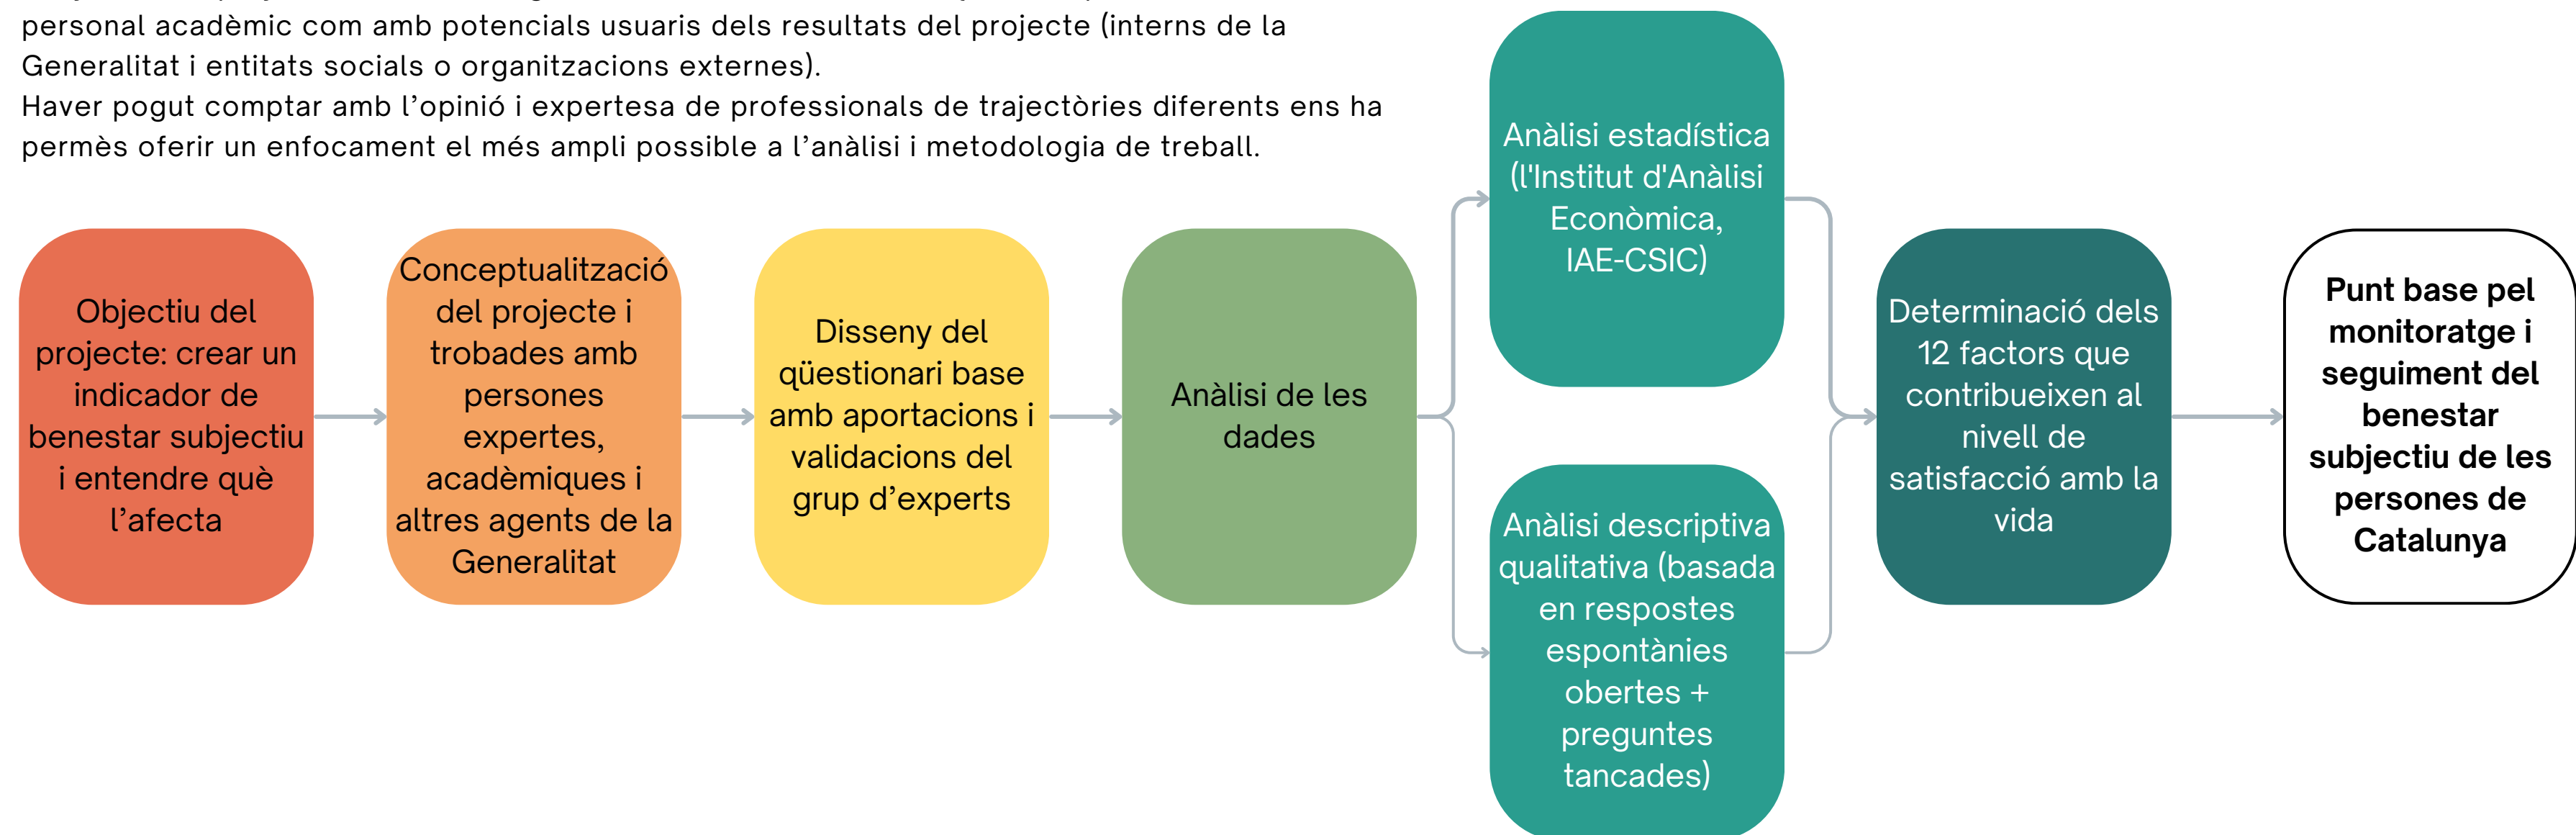 personal acadèmic com amb potencials usuaris dels resultats del projecte (interns de la
Generalitat i entitats socials o organitzacions externes).
Haver pogut comptar amb l’opinió i expertesa de professionals de trajectòries diferents ens ha
permès oferir un enfocament el més ampli possible a l’anàlisi i metodologia de treball.
Objectiu del
projecte: crear un
indicador de
benestar subjectiu
i entendre què
l’afecta
Conceptualització
del projecte i
trobades amb
persones
expertes,
acadèmiques i
altres agents de la
Generalitat
Disseny del
qüestionari base
amb aportacions i
validacions del
grup d’experts
Anàlisi de les
dades
Anàlisi estadística
(l'Institut d'Anàlisi
Econòmica,
IAE-CSIC)
Anàlisi descriptiva
qualitativa (basada
en respostes
espontànies
obertes +
preguntes
tancades)
Determinació dels
12 factors que
contribueixen al
nivell de
satisfacció amb la
vida
Punt base pel
monitoratge i
seguiment del
benestar
subjectiu de les
persones de
Catalunya